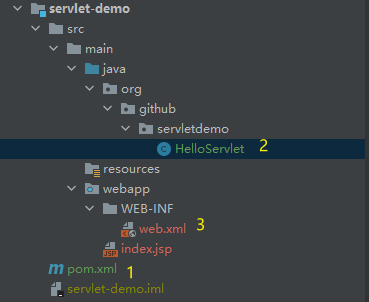 servlet-demo
src
main
java
org
github
servletdemo
HelloServlet 2
resources
webapp
WEB-INF
web.xml 3
index.jsp
pom.xml 1
servlet-demo.iml